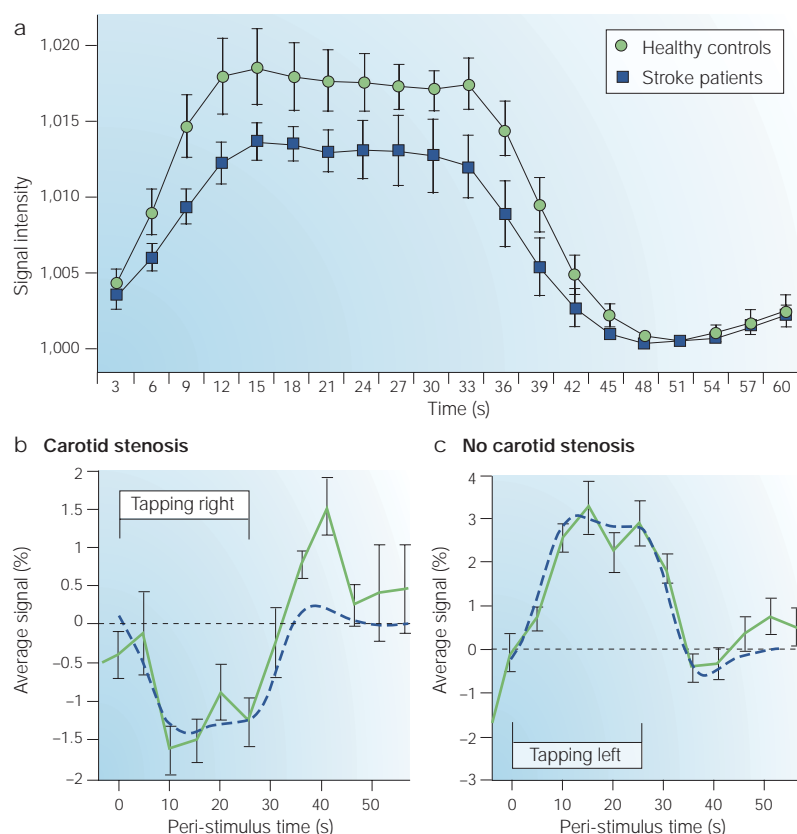 a
1,020
1,015
1,010
1,005
1,000
Signal intensity
Healthy controls
Stroke patients
3 6 9 12 15 18 21 24 27 30 33 36 39 42 45 48 51 54 57 60
Time (s)
b Carotid stenosis
2
1.5
1
0.5
0
–0.5
–1
–1.5
–2
Average signal (%)
Tapping right
0 10 20 30 40 50
Peri-stimulus time (s)
c No carotid stenosis
4
3
2
1
0
–1
–2
–3
Average signal (%)
Tapping left
0 10 20 30 40 50
Peri-stimulus time (s)